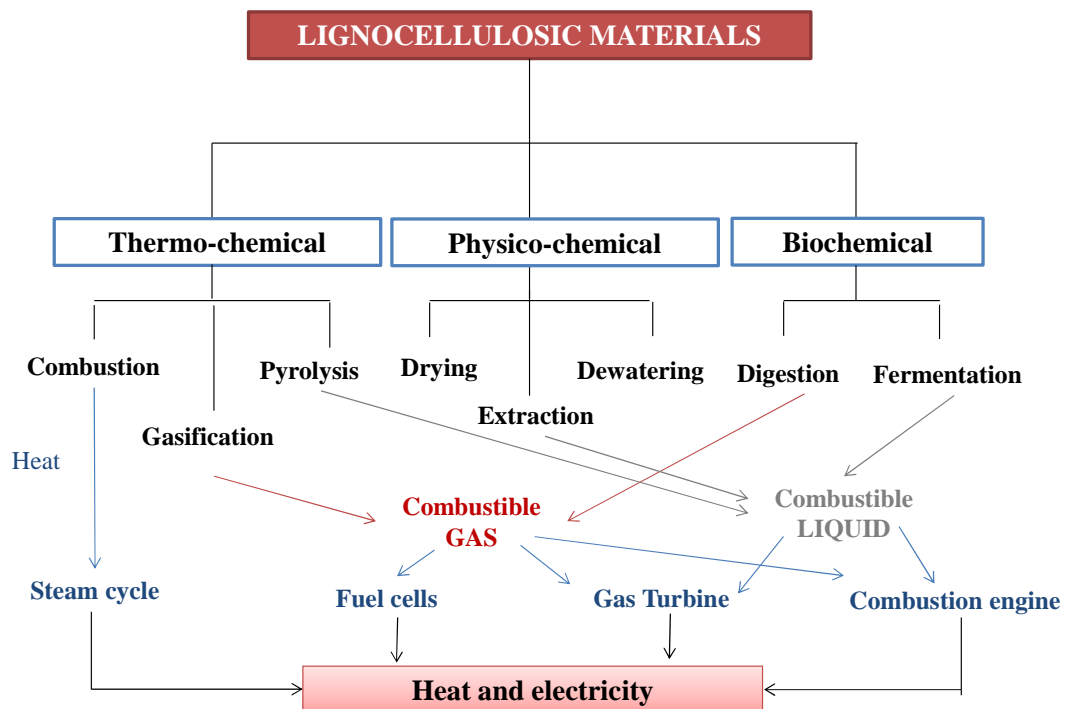 LIGNOCELLULOSIC MATERIALS
Thermo-chemical
Physico-chemical
Biochemical
Combustion
Pyrolysis
Drying
Dewatering
Digestion
Fermentation
Gasification
Extraction
Heat
Combustible
GAS
Combustible
LIQUID
Steam cycle
Fuel cells
Gas Turbine
Combustion engine
Heat and electricity